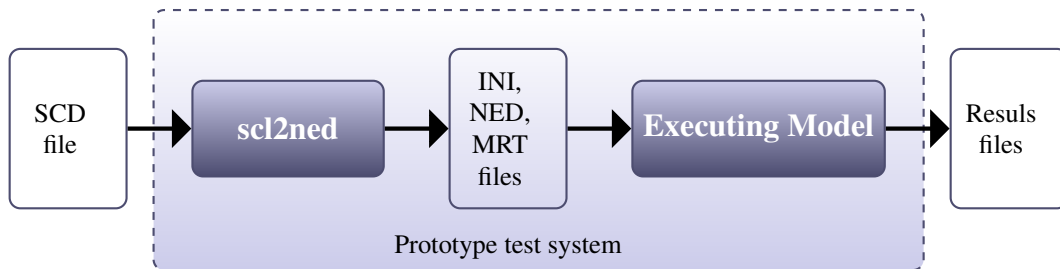 SCD
file
scl2ned
INI,
NED,
MRT
files
Executing Model
Resuls
files
Prototype test system